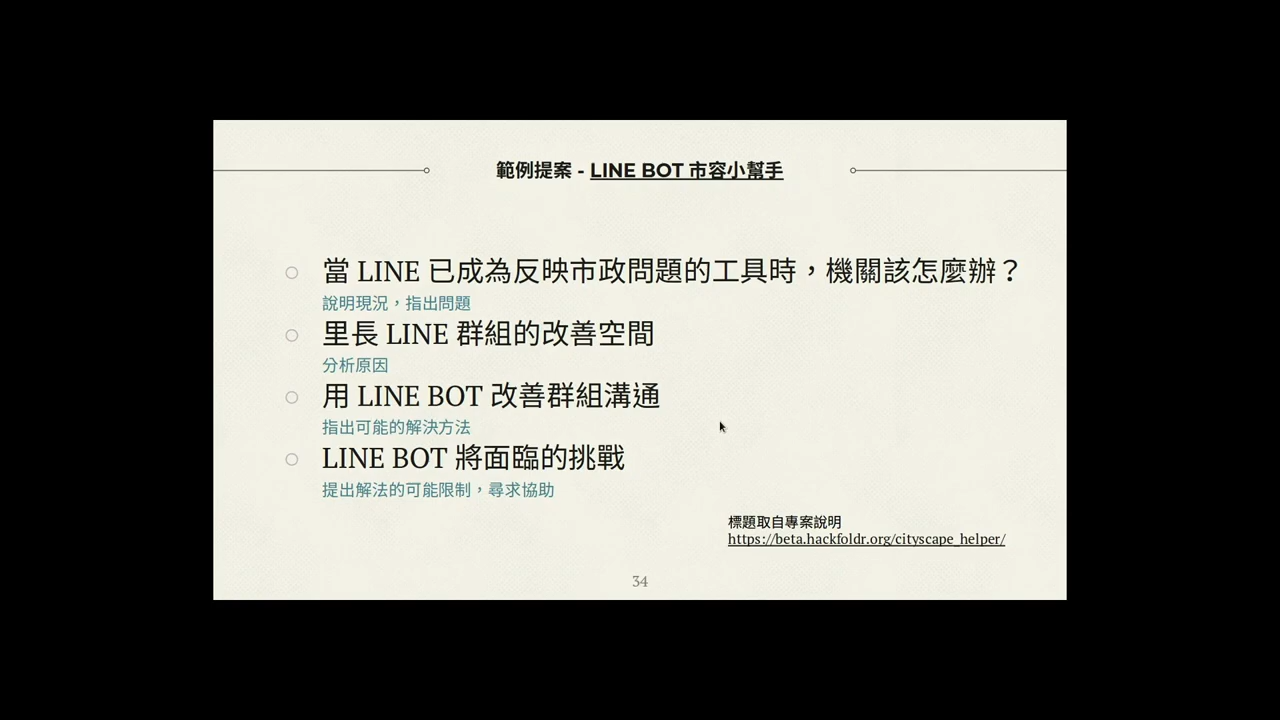 範例提案 - LINE BOT 市容小幫手
當 LINE 已成為反映市政問題的工具時，機關該怎麼辦？
說明現況，指出問題
里長 LINE 群組的改善空間
分析原因
用 LINE BOT 改善群組溝通
指出可能的解決方法
LINE BOT 將面臨的挑戰
提出解法的可能限制，尋求協助
標題取自專案說明
https://beta.hackfoldr.org/cityscape_helper/
34